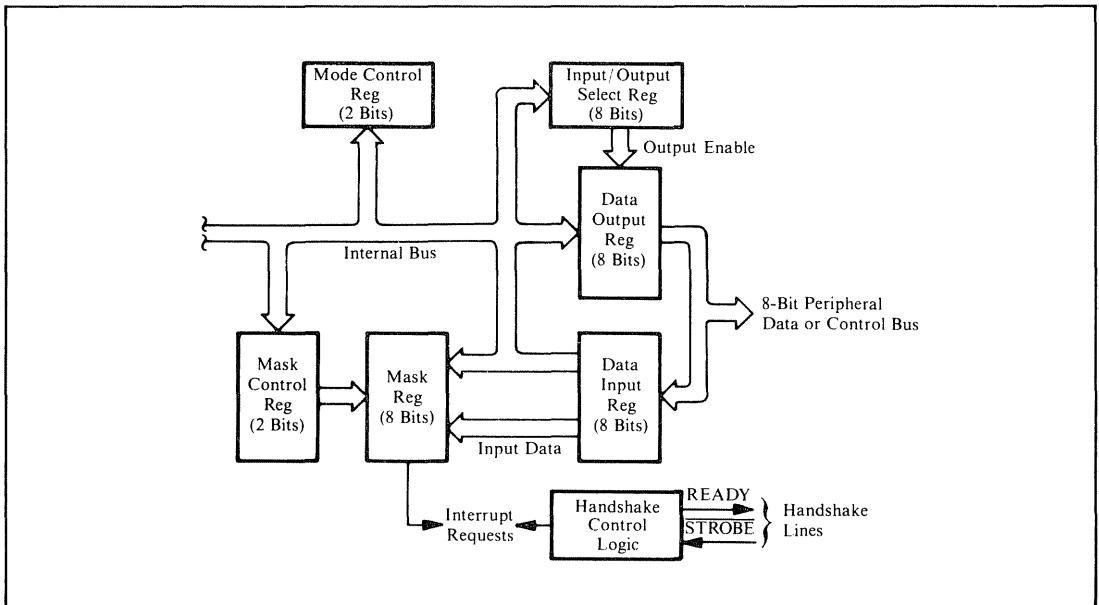 Mode Control
Reg
(2 Bits)
Input/Output
Select Reg
(8 Bits)
Output Enable
Data
Output
Reg
(8 Bits)
Internal Bus
8-Bit Peripheral
Data or Control Bus
Mask
Control
Reg
(2 Bits)
Mask
Reg
(8 Bits)
Data
Input
Reg
(8 Bits)
Input Data
Interrupt
Requests
Handshake
Control
Logic
READY
STROBE
Handshake
Lines